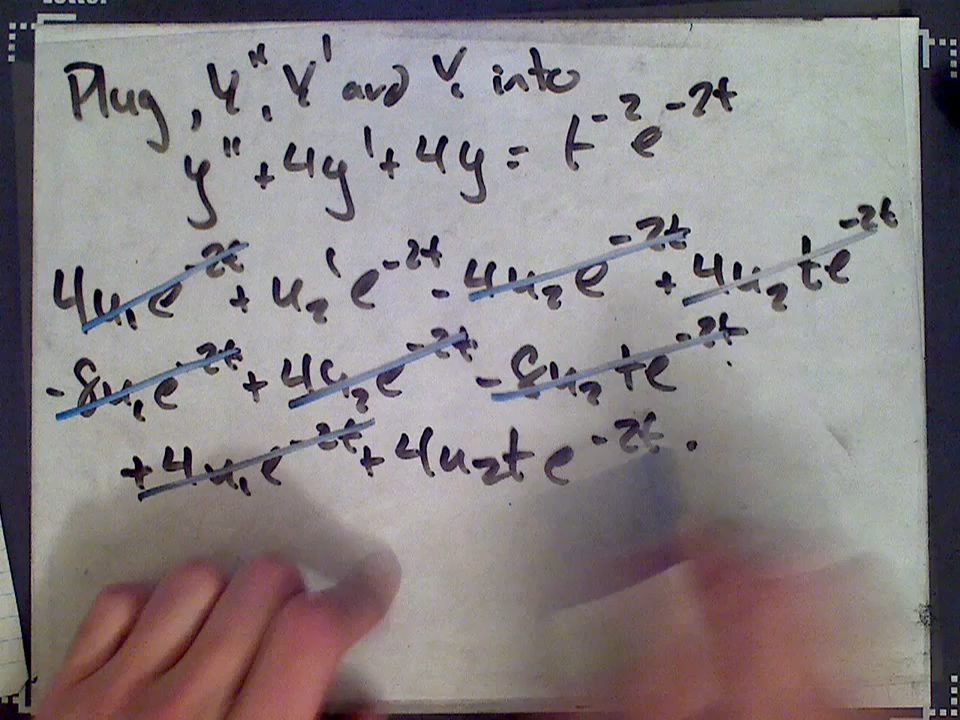 Letter
Plug, Y", Y' and Y into
y" + 4y' + 4y = t^-2 e^-2t
4u₁e^-2t + u₂'e^-2t - 4u₂e^-2t + 4u₂te^-2t
-8u₁e^-2t + 4u₂e^-2t - 8u₂te^-2t
+4u₁e^-2t + 4u₂te^-2t.